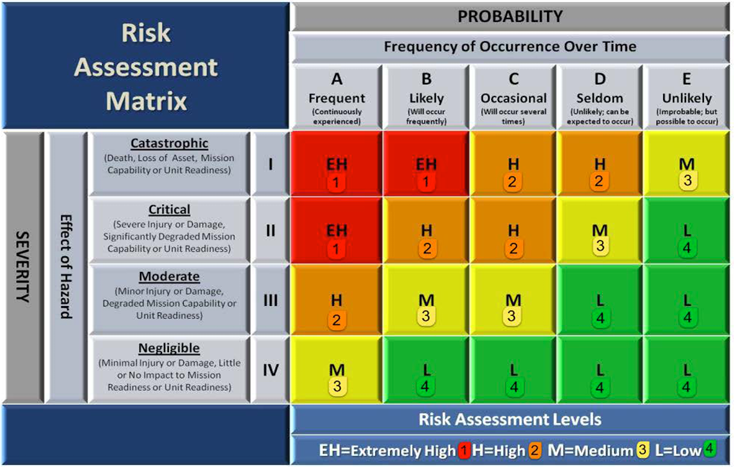 Risk
Assessment
Matrix
PROBABILITY
Frequency of Occurrence Over Time
A
Frequent
(Continuously
experienced)
B
Likely
(Will occur
frequently)
C
Occasional
(Will occur several
times)
D
Seldom
(Unlikely; can be
expected to occur)
E
Unlikely
(Improbable; but
possible to occur)
SEVERITY
Effect of Hazard
Catastrophic
(Death, Loss of Asset, Mission
Capability or Unit Readiness)
I
EH
1
EH
1
H
2
H
2
M
3
Critical
(Severe Injury or Damage,
Significantly Degraded Mission
Capability or Unit Readiness)
II
EH
1
H
2
H
2
M
3
L
4
Moderate
(Minor Injury or Damage,
Degraded Mission Capability or
Unit Readiness)
III
H
2
M
3
M
3
L
4
L
4
Negligible
(Minimal Injury or Damage, Little
or No Impact to Mission
Readiness or Unit Readiness)
IV
M
3
L
4
L
4
L
4
L
4
Risk Assessment Levels
EH=Extremely High 1 H=High 2 M=Medium 3 L=Low 4